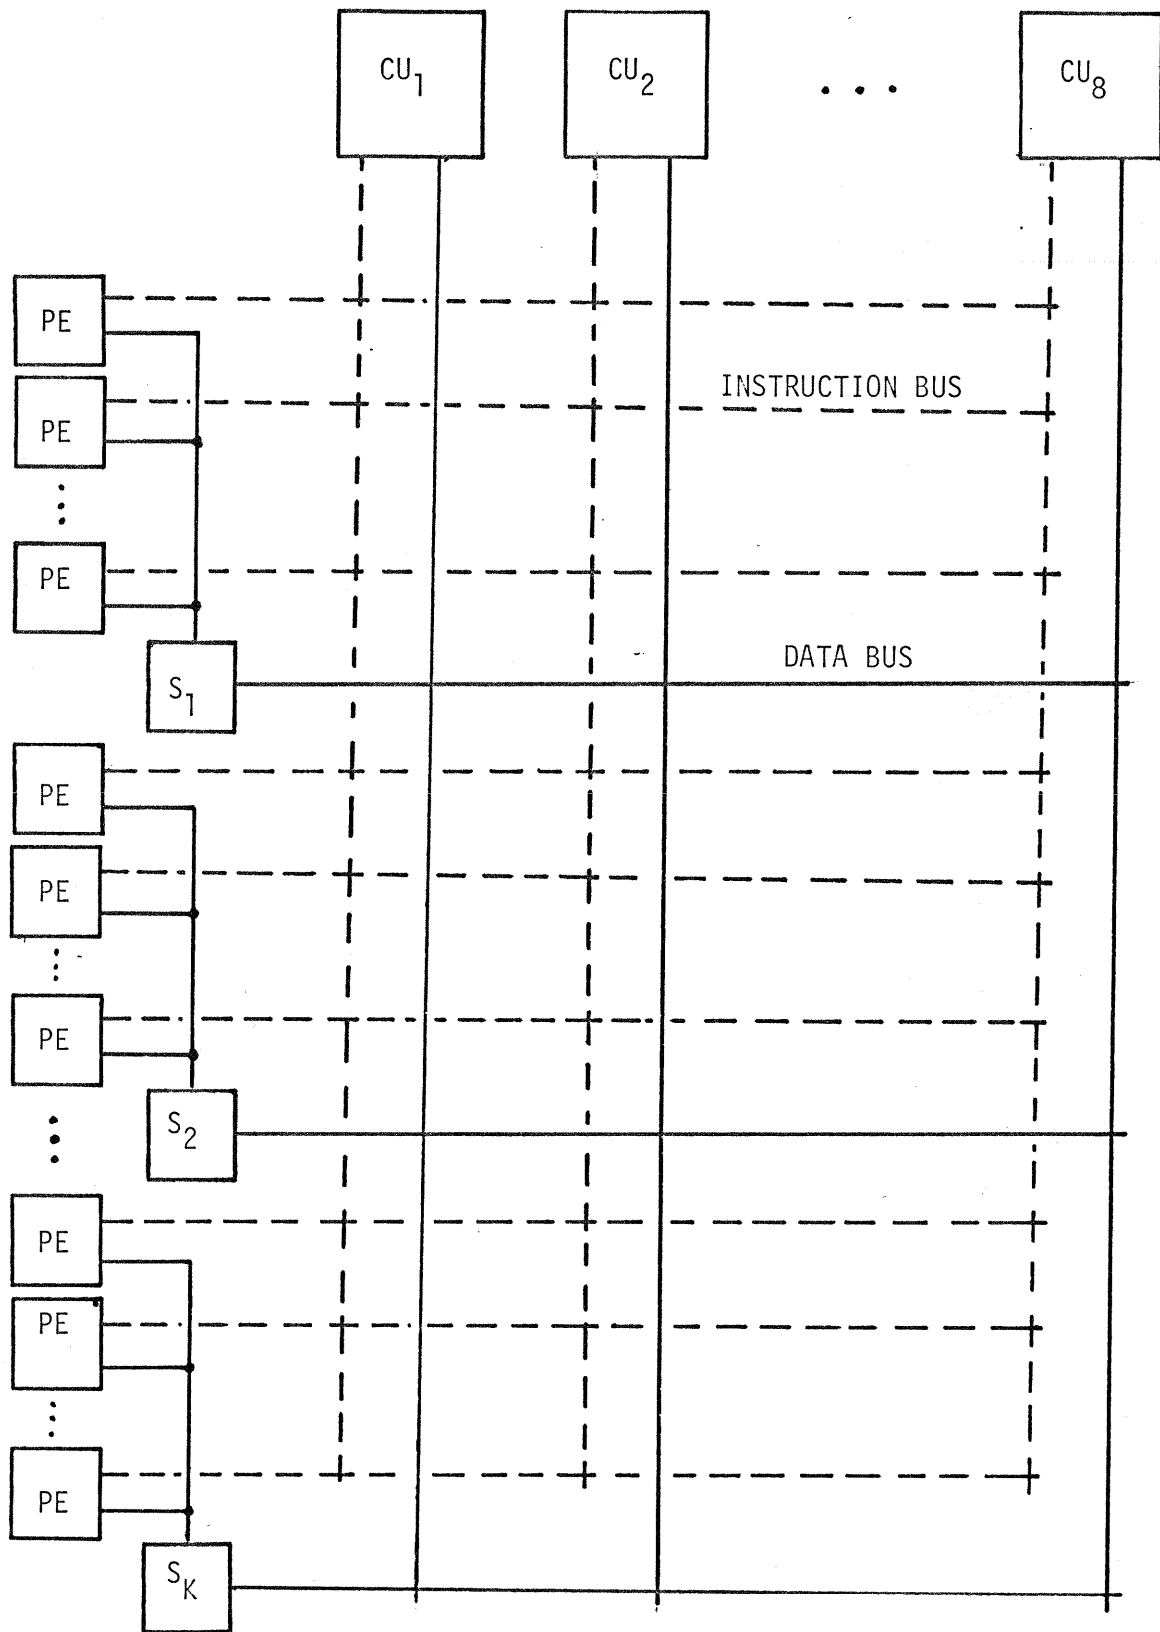 CU1 CU2 . . . CU8
PE
INSTRUCTION BUS
PE
PE
DATA BUS
S1
PE
PE
PE
S2
PE
PE
PE
SK